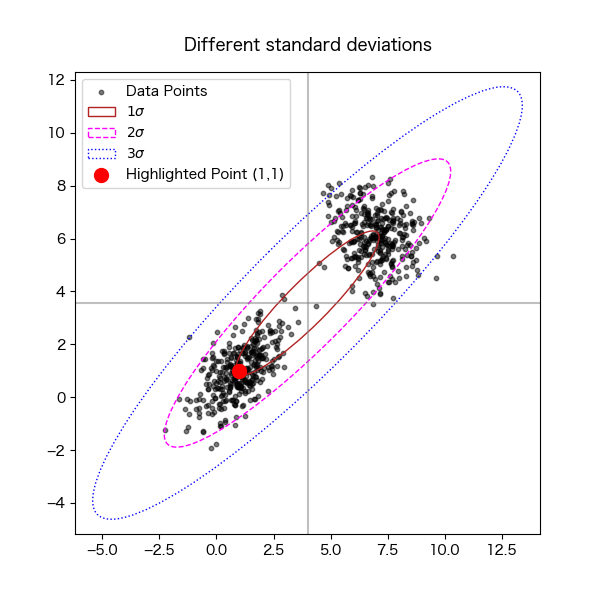 Different standard deviations
Data Points
1σ
2σ
3σ
Highlighted Point (1,1)
12
10
8
6
4
2
0
−2
−4
−5.0 −2.5 0.0 2.5 5.0 7.5 10.0 12.5